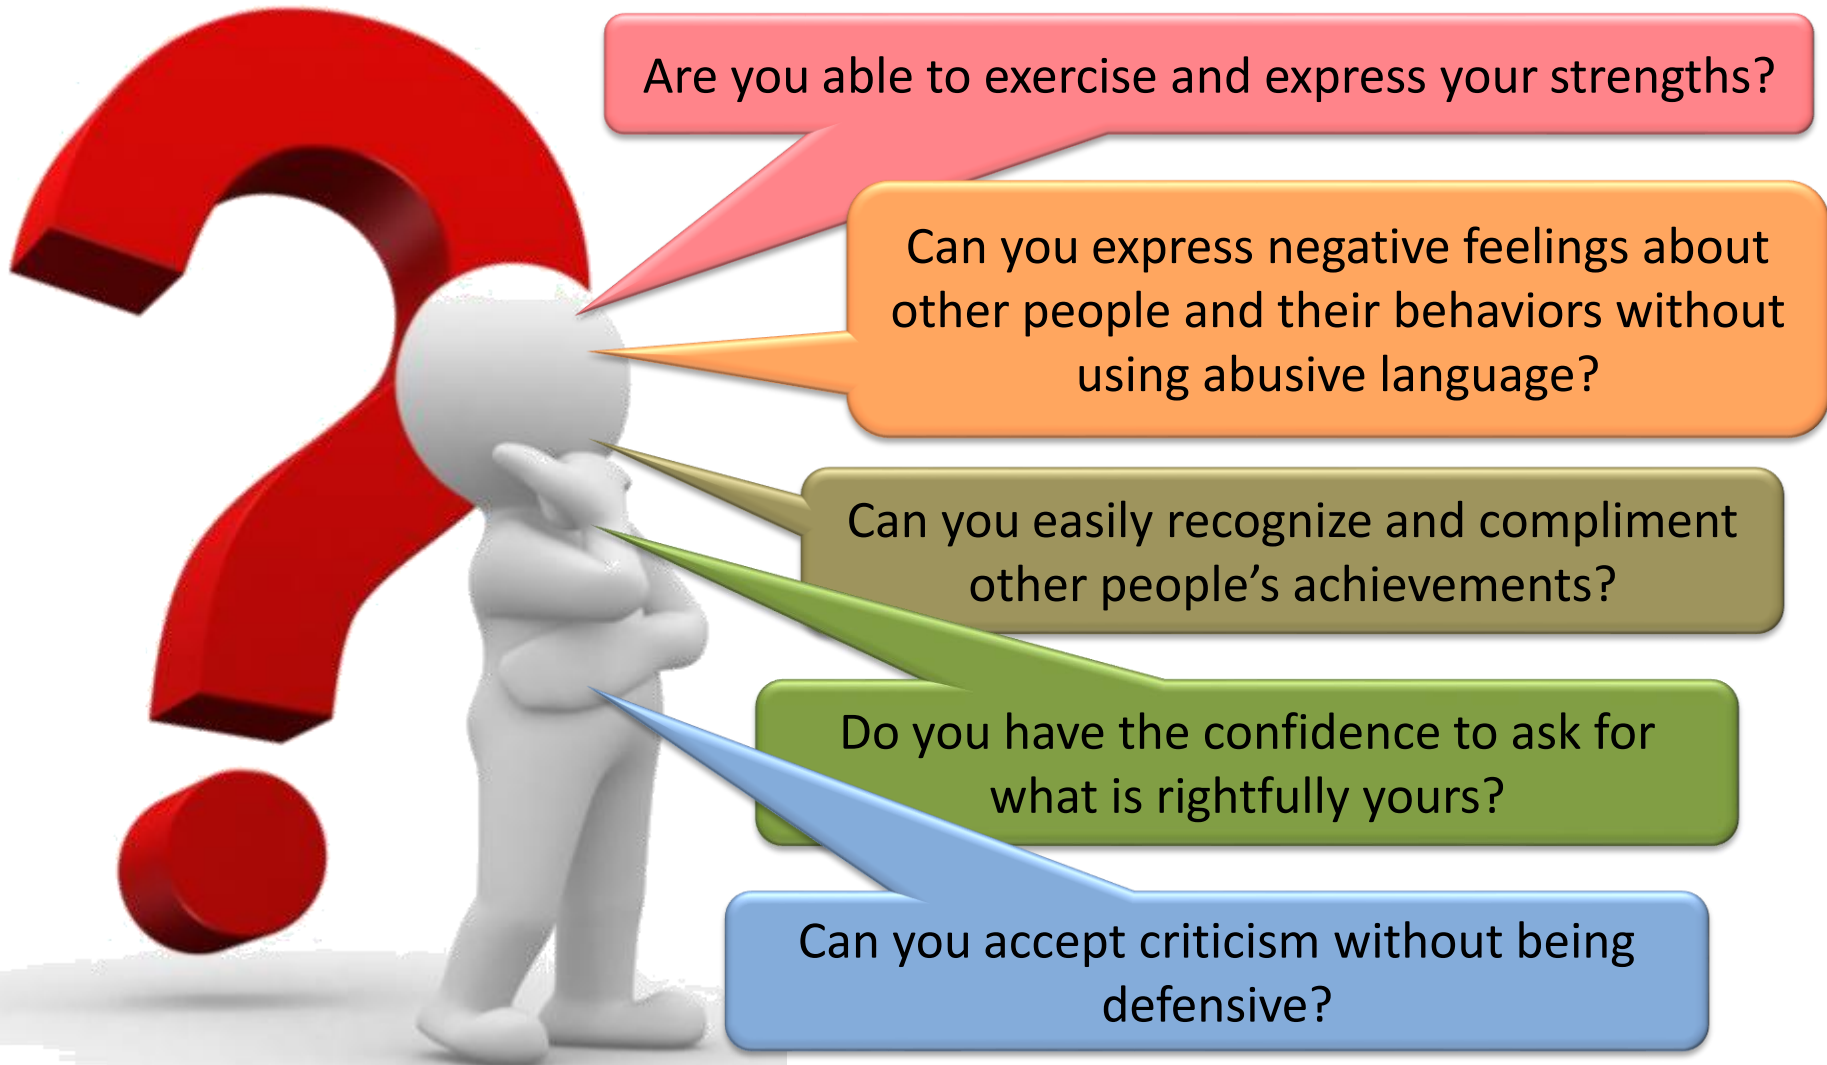 Are you able to exercise and express your strengths?
Can you express negative feelings about
other people and their behaviors without
using abusive language?
Can you easily recognize and compliment
other people’s achievements?
Do you have the confidence to ask for
what is rightfully yours?
Can you accept criticism without being
defensive?